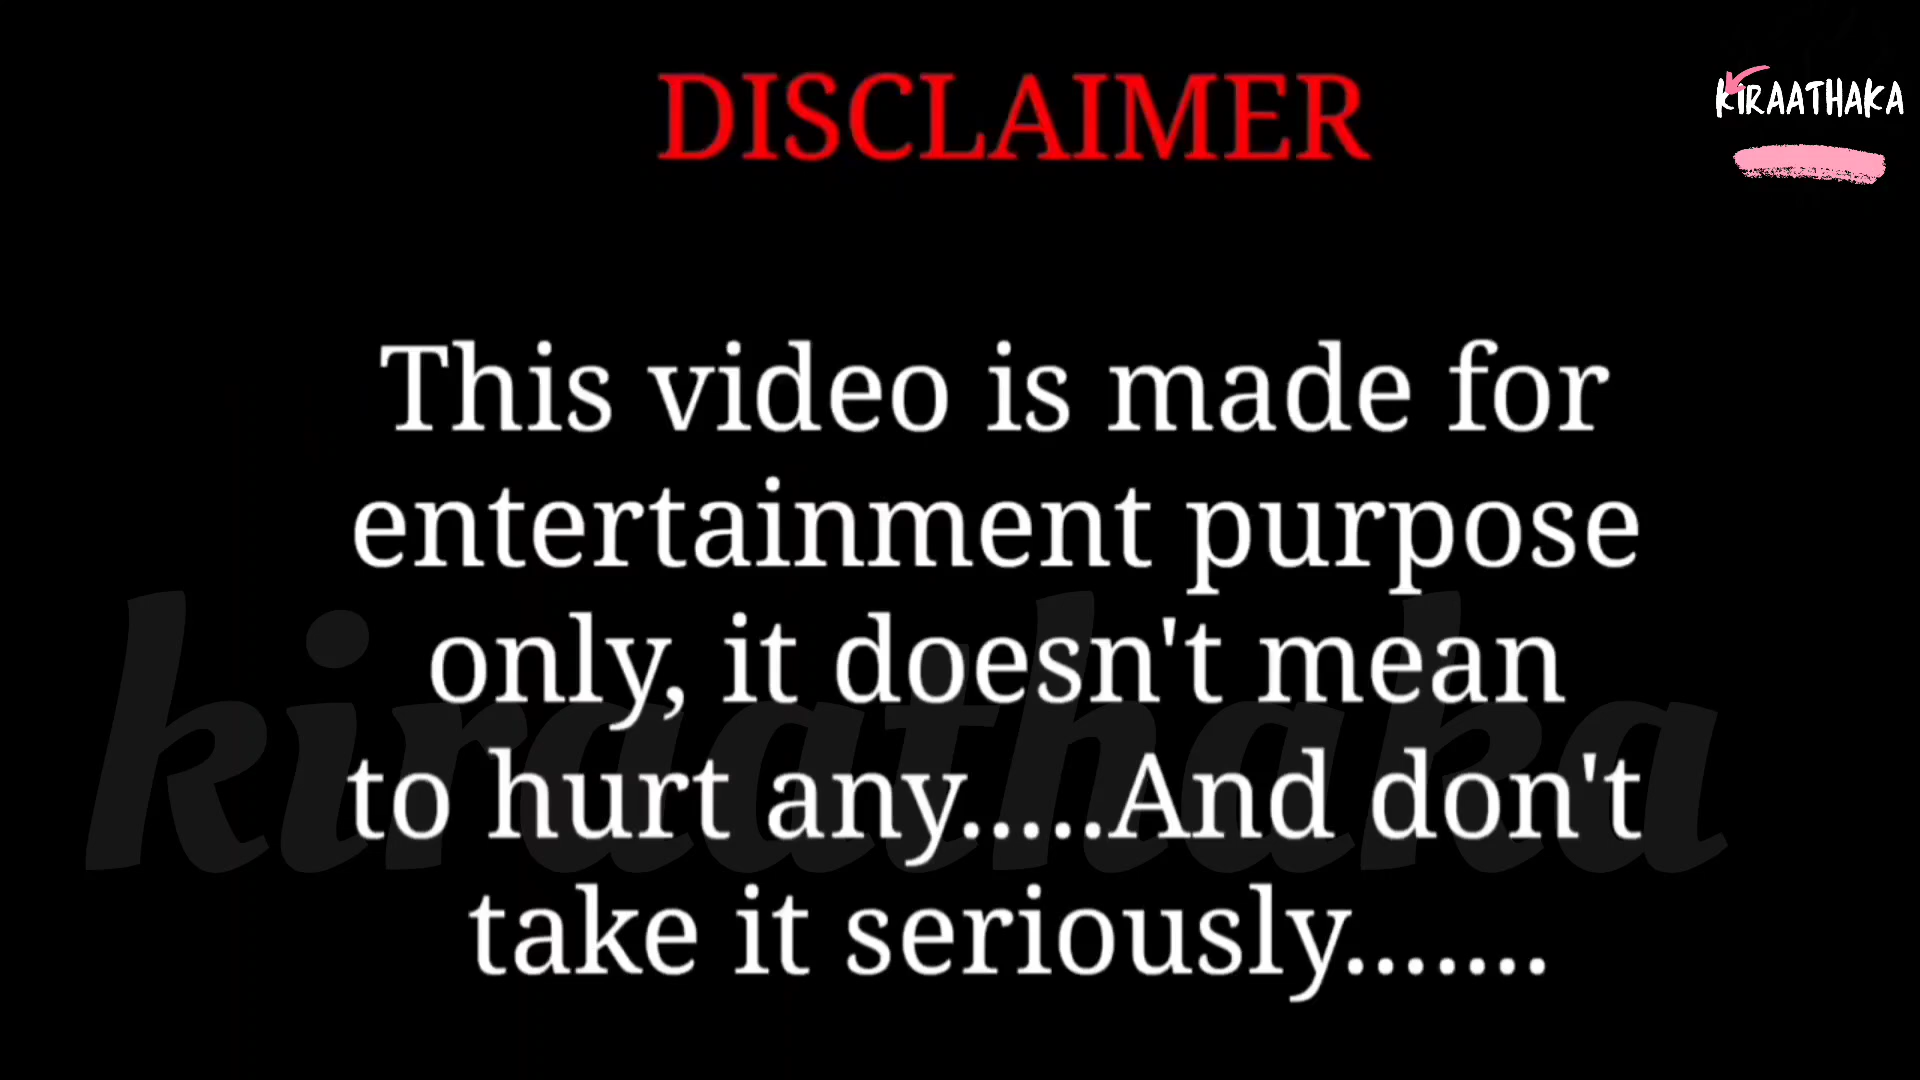 DISCLAIMER
KIRAATHAKA
This video is made for
entertainment purpose
only, it doesn't mean
to hurt any.....And don't
take it seriously.......
kiraathaka